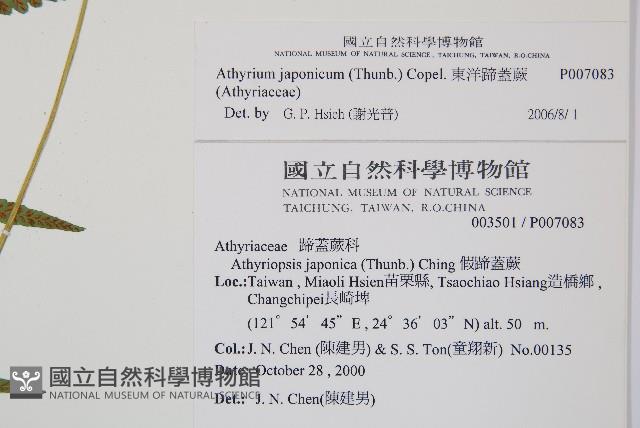 國立自然科學博物館
NATIONAL MUSEUM OF NATURAL SCIENCE, TAICHUNG, TAIWAN, R.O.CHINA
Athyrium japonicum (Thunb.) Copel. 東洋蹄蓋蕨 P007083
(Athyriaceae)
Det. by G. P. Hsich (謝光普) 2006/8/1
國立自然科學博物館
NATIONAL MUSEUM OF NATURAL SCIENCE
TAICHUNG, TAIWAN, R.O.CHINA
003501 / P007083
Athyriaceae 蹄蓋蕨科
Athyriopsis japonica (Thunb.) Ching 假蹄蓋蕨
Loc.:Taiwan , Miaoli Hsien苗栗縣, Tsaochiao Hsiang造橋鄉 ,
Changchipei長崎埤
(121° 54′ 45” E , 24° 36′ 03” N) alt. 50 m.
Col.: J. N. Chen (陳建男) & S. S. Ton(童翔新) No.00135
Date: October 28 , 2000
Det.: J. N. Chen(陳建男)
國立自然科學博物館
NATIONAL MUSEUM OF NATURAL SCIENCE